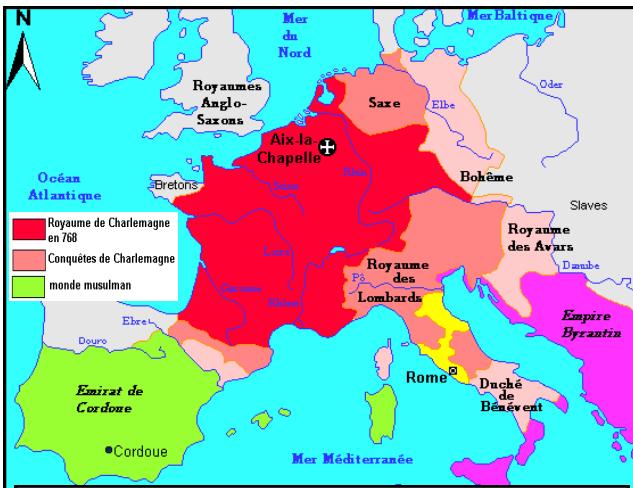 N
Mer
du
Nord
Mer Baltique
Royaumes
Anglo-
Saxons
Saxe
Oder
Elbe
Aix-la-
Chapelle
Rhin
Bohême
Océan
Atlantique
Bretons
Seine
Slaves
Royaume de Charlemagne
en 768
Conquêtes de Charlemagne
monde musulman
Loire
Royaume
des Avars
Danube
Garonne
Rhône
Pô
Royaume
des
Lombards
Ebre
Douro
Empire
Byrantin
Emirat de
Cordoue
Rome
Duché
de
Bénévent
Cordoue
Mer Méditerranée